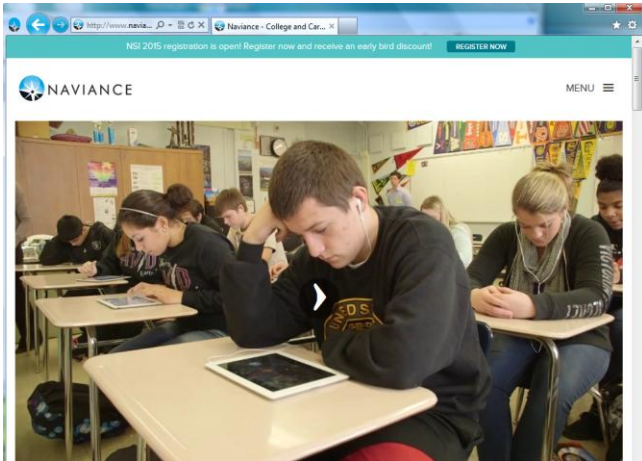 http://www.navia...
Naviance - College and Car...
NSI 2015 registration is open! Register now and receive an early bird discount!
REGISTER NOW
NAVIANCE
MENU